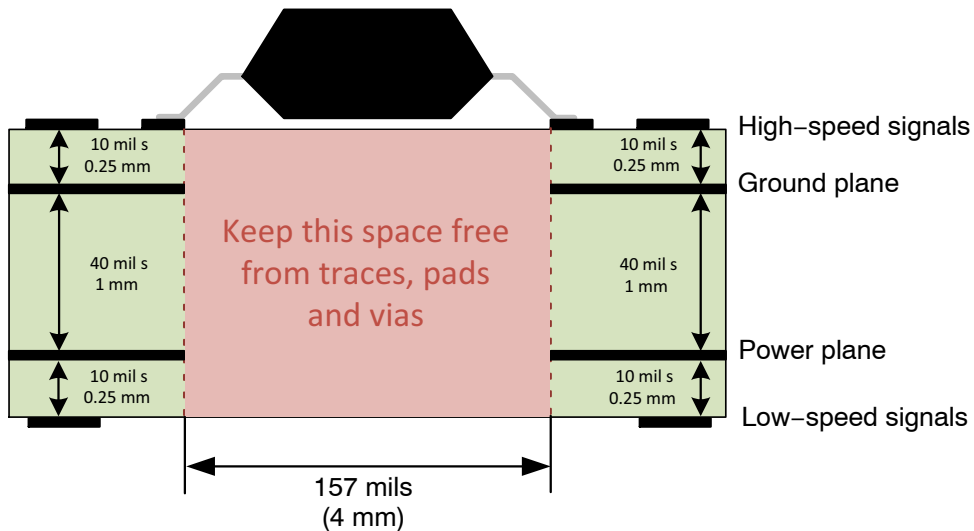 High−speed signals
10 mil s
0.25 mm
10 mil s
0.25 mm
Ground plane
Keep this space free
from traces, pads
and vias
40 mil s
1 mm
40 mil s
1 mm
Power plane
10 mil s
0.25 mm
10 mil s
0.25 mm
Low−speed signals
157 mils
(4 mm)